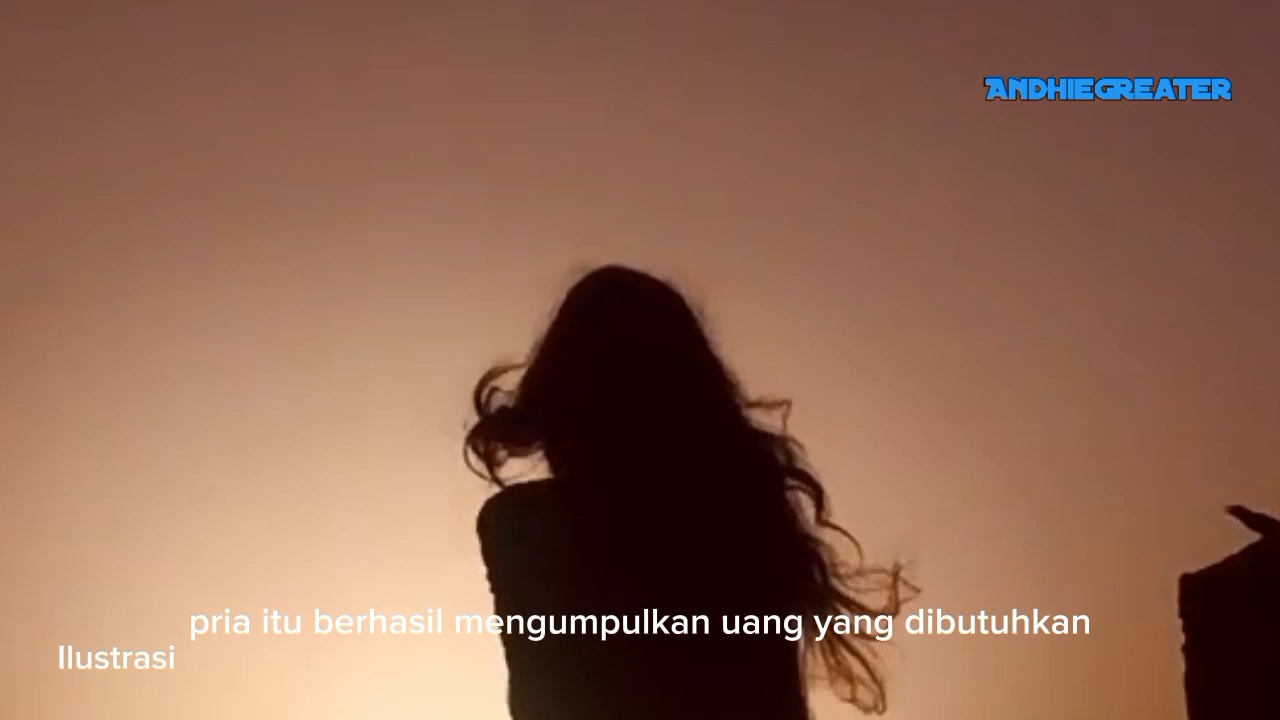 ANDHIEGREATER
pria itu berhasil mengumpulkan uang yang dibutuhkan
Ilustrasi